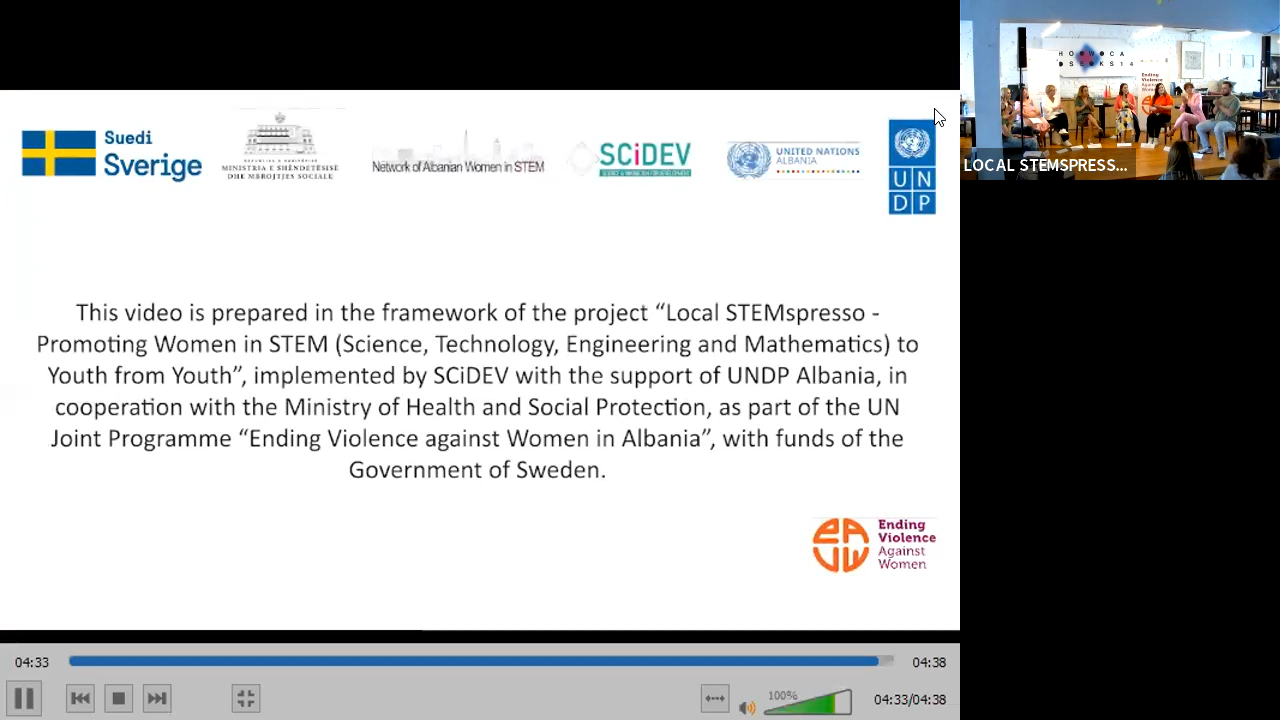 Suedi
Sverige
MINISTRIA E SHËNDETËSISE
DHE MBROJTJES SOCIALE
Network of Albanian Women in STEM
SCiDEV
SCIENCE & INNOVATION FOR DEVELOPMENT
UNITED NATIONS
ALBANIA
U N
D P
This video is prepared in the framework of the project “Local STEMspresso -
Promoting Women in STEM (Science, Technology, Engineering and Mathematics) to
Youth from Youth”, implemented by SCiDEV with the support of UNDP Albania, in
cooperation with the Ministry of Health and Social Protection, as part of the UN
Joint Programme “Ending Violence against Women in Albania”, with funds of the
Government of Sweden.
Ending
Violence
Against
Women
LOCAL STEMSPRESS...
04:33
04:38
100%
04:33/04:38